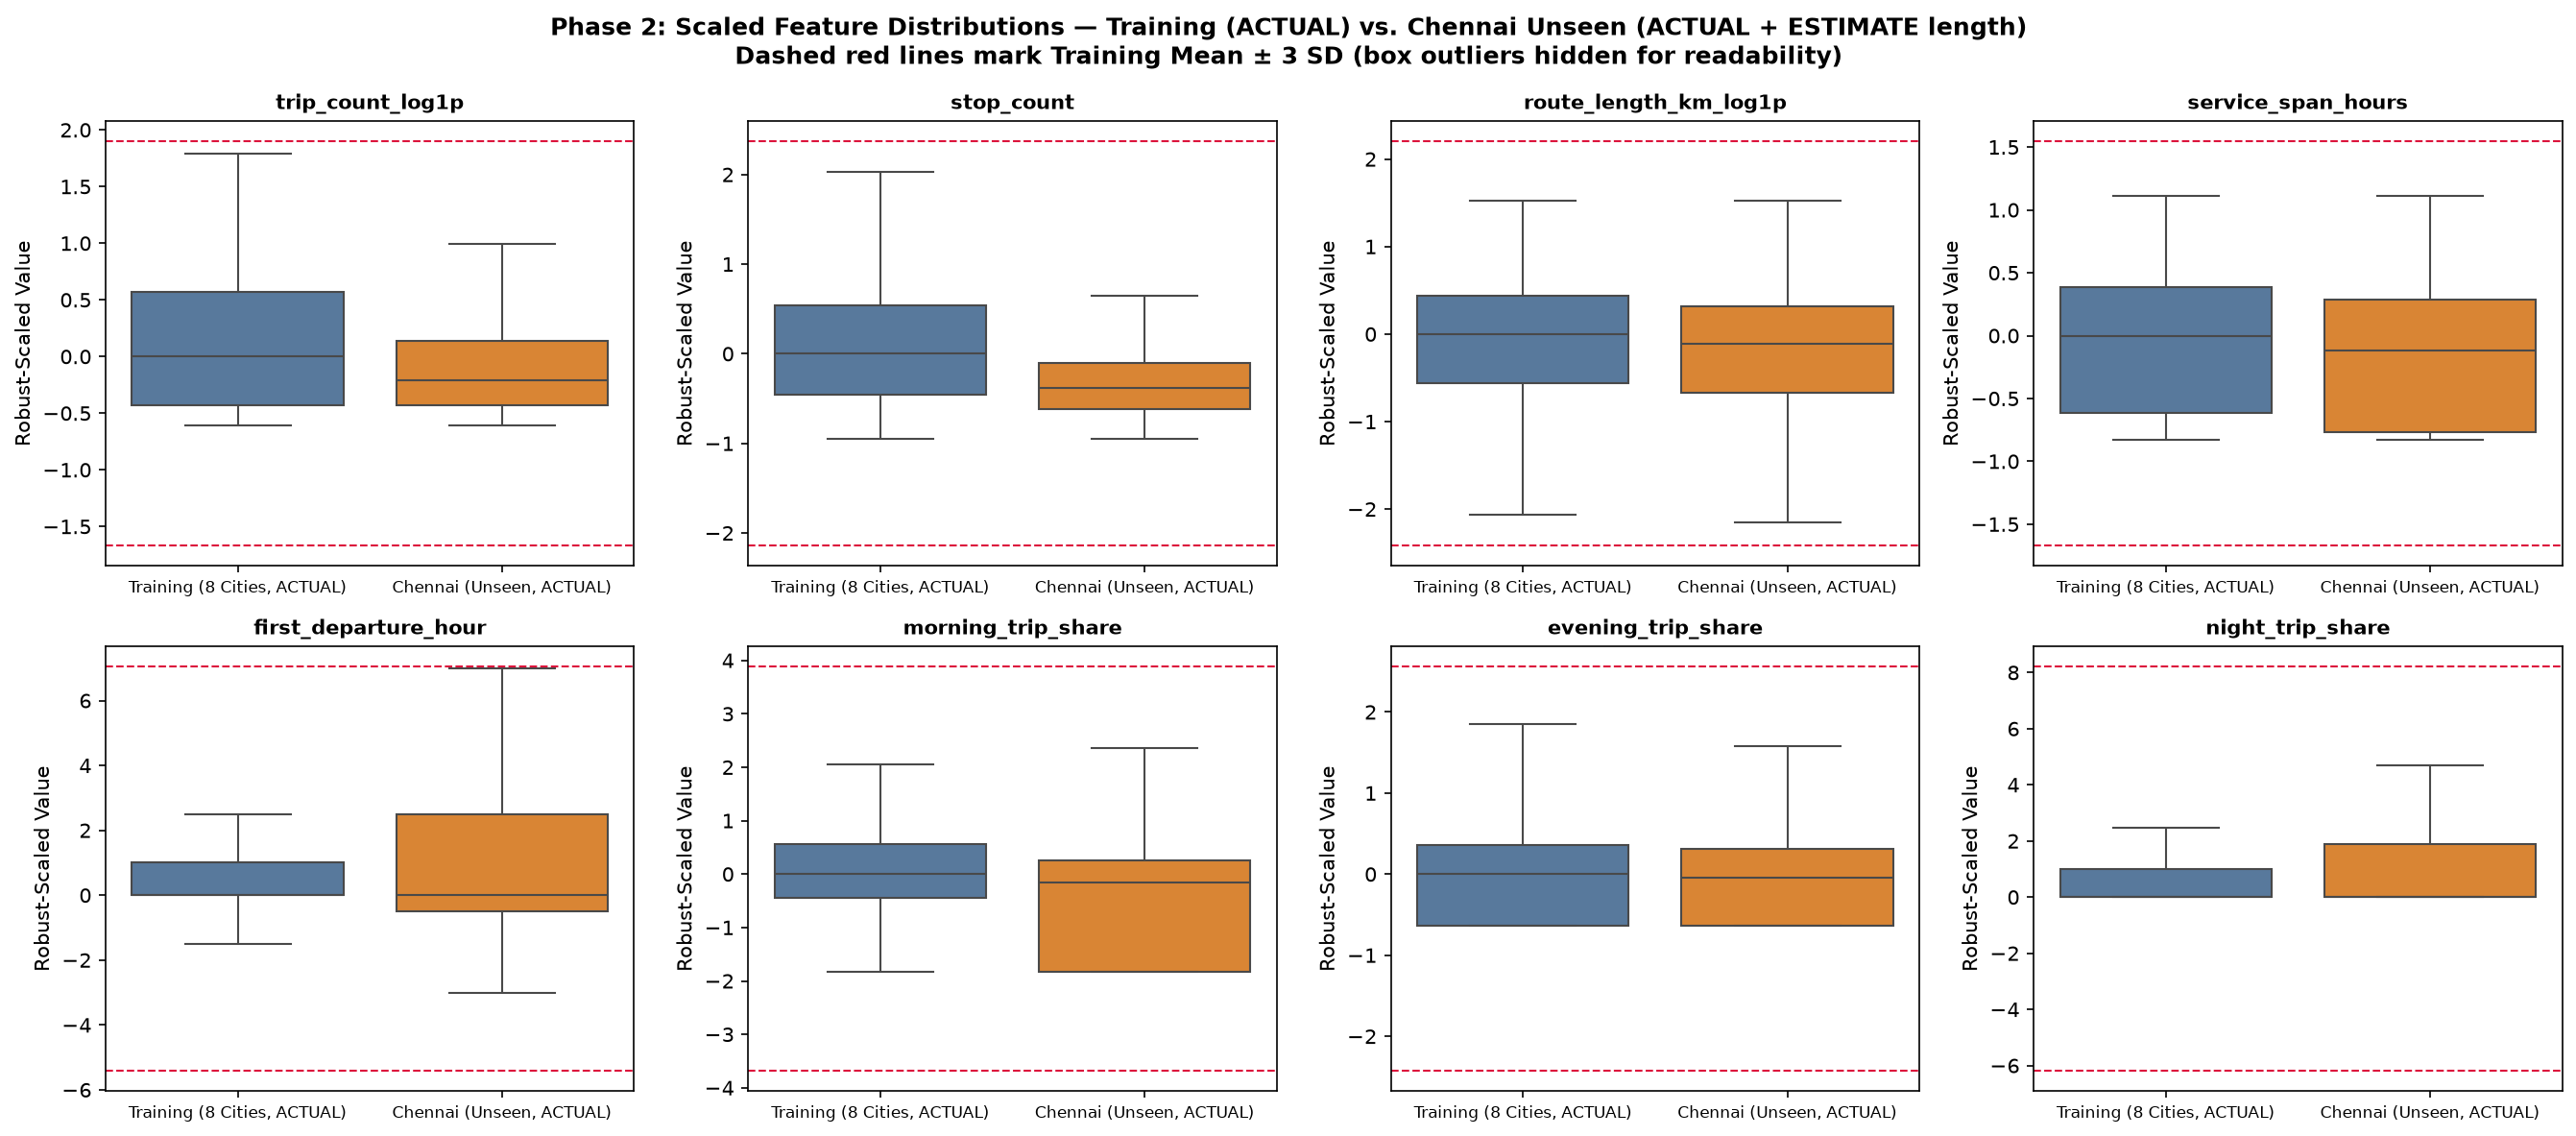 Phase 2: Scaled Feature Distributions — Training (ACTUAL) vs. Chennai Unseen (ACTUAL + ESTIMATE length)
Dashed red lines mark Training Mean ± 3 SD (box outliers hidden for readability)
trip_count_log1p
Robust-Scaled Value
2.0
1.5
1.0
0.5
0.0
−0.5
−1.0
−1.5
Training (8 Cities, ACTUAL)
Chennai (Unseen, ACTUAL)
stop_count
Robust-Scaled Value
2
1
0
−1
−2
Training (8 Cities, ACTUAL)
Chennai (Unseen, ACTUAL)
route_length_km_log1p
Robust-Scaled Value
2
1
0
−1
−2
Training (8 Cities, ACTUAL)
Chennai (Unseen, ACTUAL)
service_span_hours
Robust-Scaled Value
1.5
1.0
0.5
0.0
−0.5
−1.0
−1.5
Training (8 Cities, ACTUAL)
Chennai (Unseen, ACTUAL)
first_departure_hour
Robust-Scaled Value
6
4
2
0
−2
−4
−6
Training (8 Cities, ACTUAL)
Chennai (Unseen, ACTUAL)
morning_trip_share
Robust-Scaled Value
4
3
2
1
0
−1
−2
−3
−4
Training (8 Cities, ACTUAL)
Chennai (Unseen, ACTUAL)
evening_trip_share
Robust-Scaled Value
2
1
0
−1
−2
Training (8 Cities, ACTUAL)
Chennai (Unseen, ACTUAL)
night_trip_share
Robust-Scaled Value
8
6
4
2
0
−2
−4
−6
Training (8 Cities, ACTUAL)
Chennai (Unseen, ACTUAL)